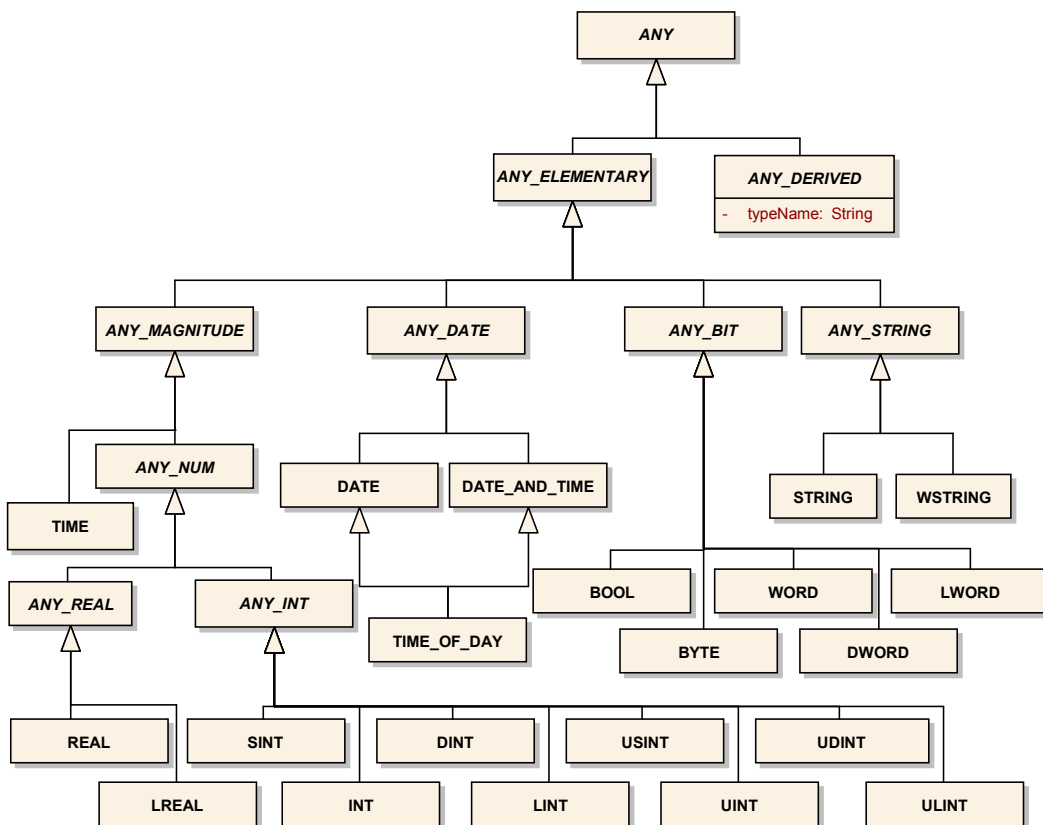 ANY
ANY_ELEMENTARY
ANY_DERIVED
- typeName: String
ANY_MAGNITUDE
ANY_DATE
ANY_BIT
ANY_STRING
ANY_NUM
DATE
DATE_AND_TIME
STRING
WSTRING
TIME
ANY_REAL
ANY_INT
TIME_OF_DAY
BOOL
WORD
LWORD
BYTE
DWORD
REAL
SINT
DINT
USINT
UDINT
LREAL
INT
LINT
UINT
ULINT